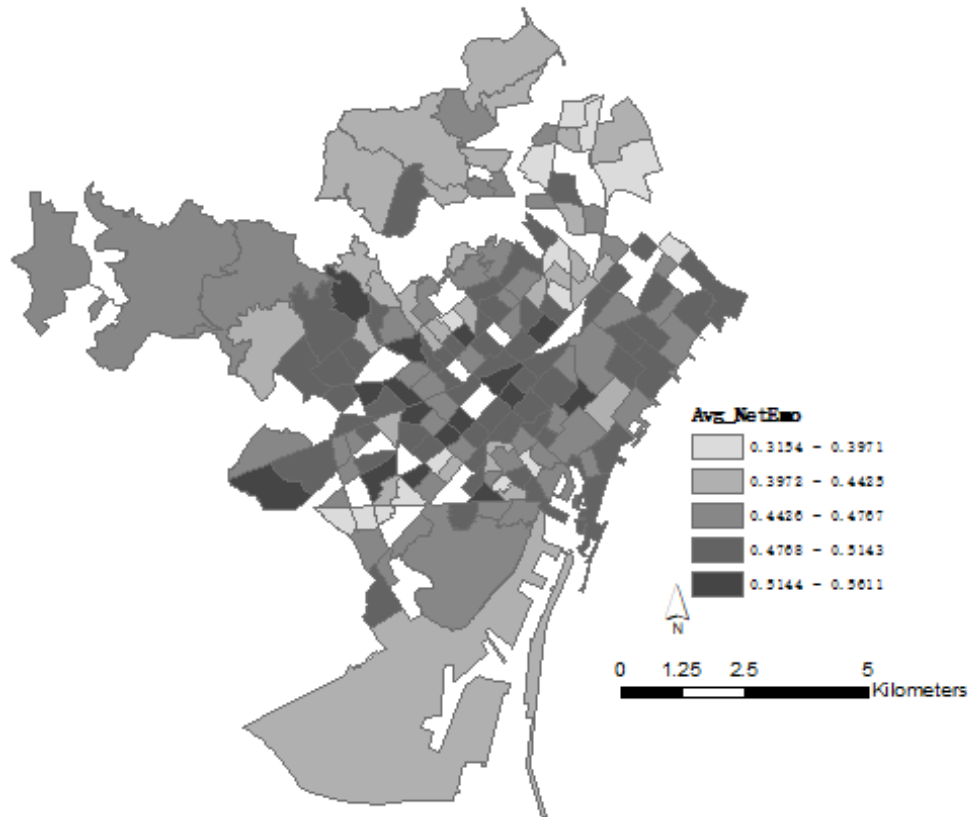 Avg_NetEmo
0.3154 - 0.3971
0.3972 - 0.4425
0.4426 - 0.4767
0.4768 - 0.5143
0.5144 - 0.5611
N
0 1.25 2.5 5
Kilometers